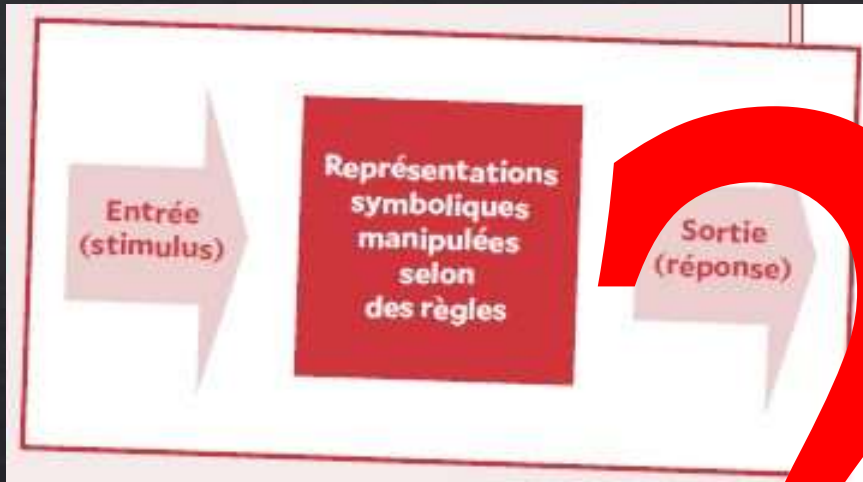 Entrée
(stimulus)
Représentations
symboliques
manipulées
selon
des règles
Sortie
(réponse)
?